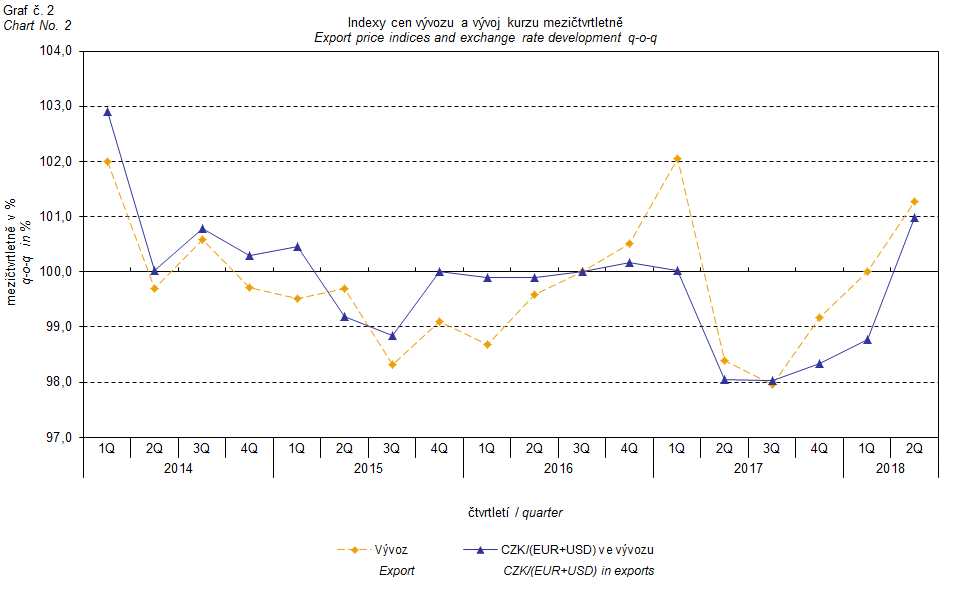 Graf č. 2
Chart No. 2
Indexy cen vývozu a vývoj kurzu mezičtvrtletně
Export price indices and exchange rate development q-o-q
mezičtvrtletně v %
q-o-q in %
104,0
103,0
102,0
101,0
100,0
99,0
98,0
97,0
1Q 2Q 3Q 4Q 1Q 2Q 3Q 4Q 1Q 2Q 3Q 4Q 1Q 2Q 3Q 4Q 1Q 2Q
2014 2015 2016 2017 2018
čtvrtletí / quarter
Vývoz CZK/(EUR+USD) ve vývozu
Export CZK/(EUR+USD) in exports